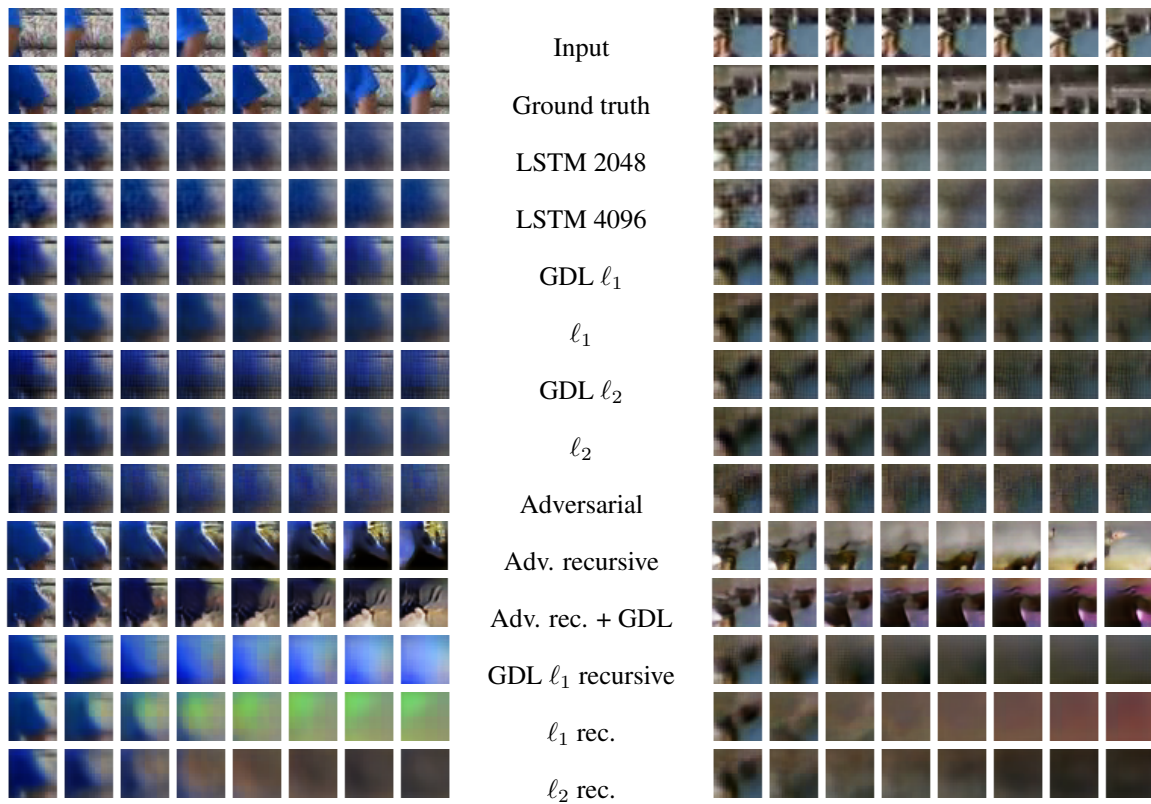 Input
Ground truth
LSTM 2048
LSTM 4096
GDL ℓ₁
ℓ₁
GDL ℓ₂
ℓ₂
Adversarial
Adv. recursive
Adv. rec. + GDL
GDL ℓ₁ recursive
ℓ₁ rec.
ℓ₂ rec.